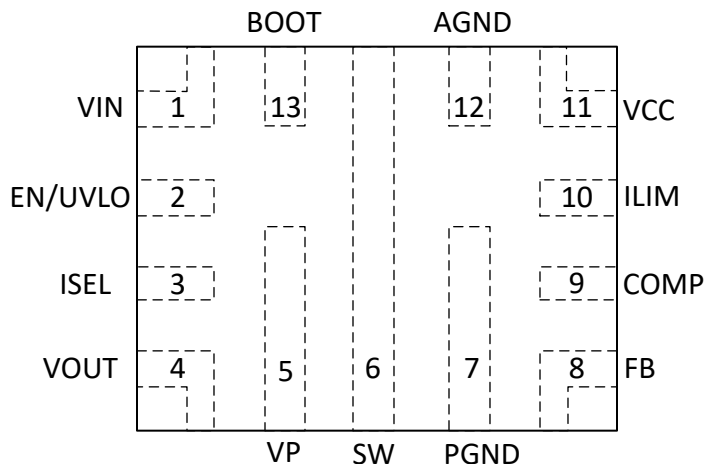 BOOT AGND
VIN 1 13 12 11 VCC
EN/UVLO 2 10 ILIM
ISEL 3 9 COMP
VOUT 4 5 6 7 8 FB
VP SW PGND